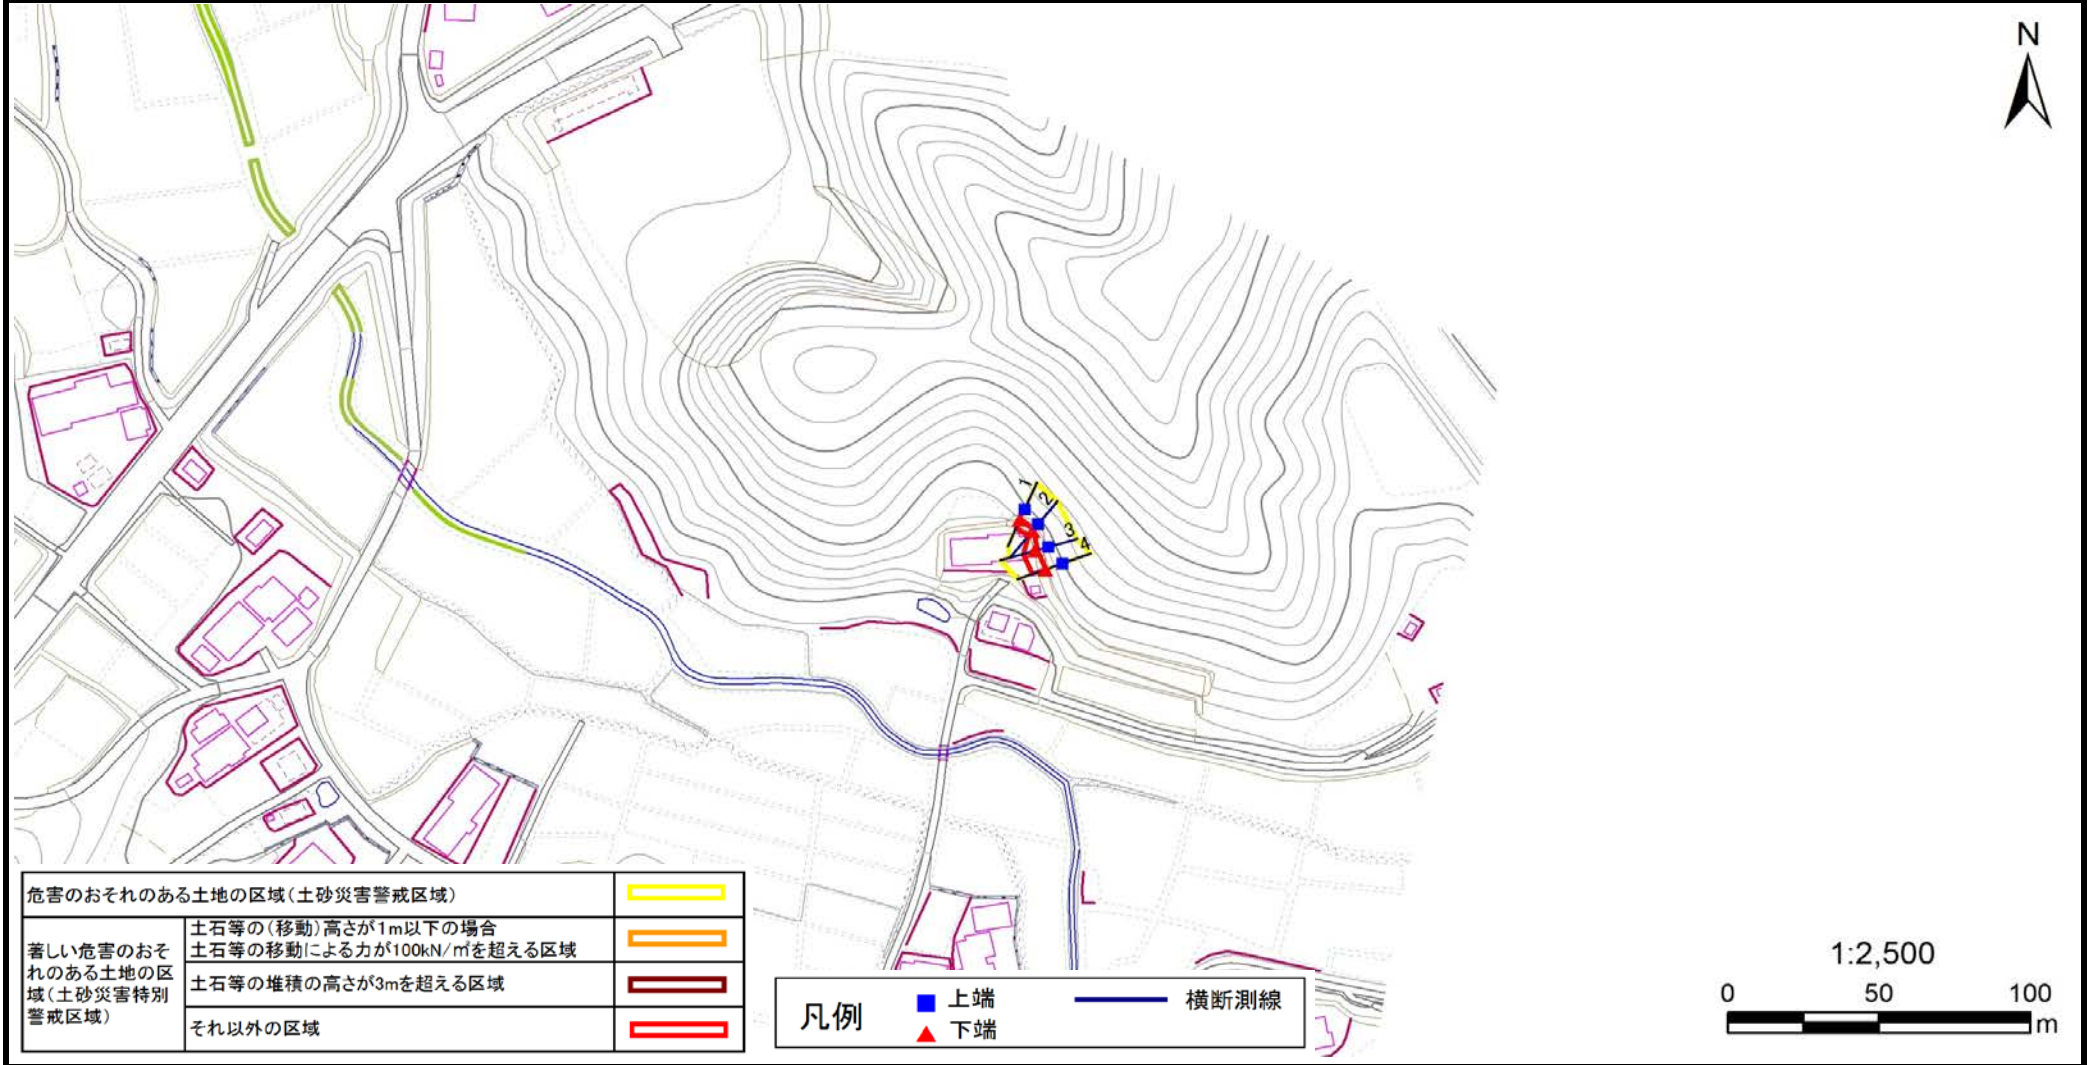 N
1
2
3
4
危害のおそれのある土地の区域(土砂災害警戒区域)
著しい危害のおそ
れのある土地の区
域(土砂災害特別
警戒区域)
土石等の(移動)高さが1m以下の場合
土石等の移動による力が100kN/㎡を超える区域
土石等の堆積の高さが3mを超える区域
それ以外の区域
凡例
上端
下端
横断測線
1:2,500
0 50 100
m